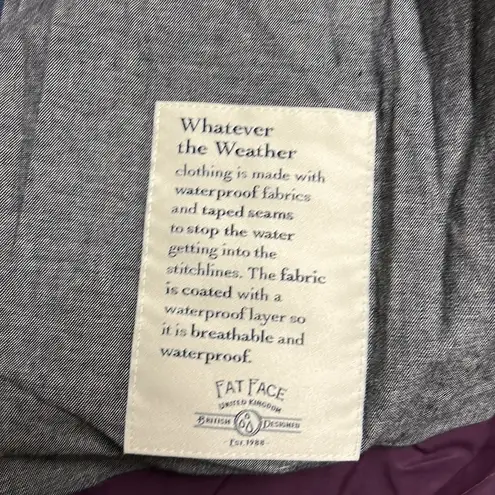 Whatever
the Weather
clothing is made with
waterproof fabrics
and taped seams
to stop the water
getting into the
stitchlines. The fabric
is coated with a
waterproof layer so
it is breathable and
waterproof.
FAT FACE
UNITED KINGDOM
BRITISH DESIGNED
EST. 1988